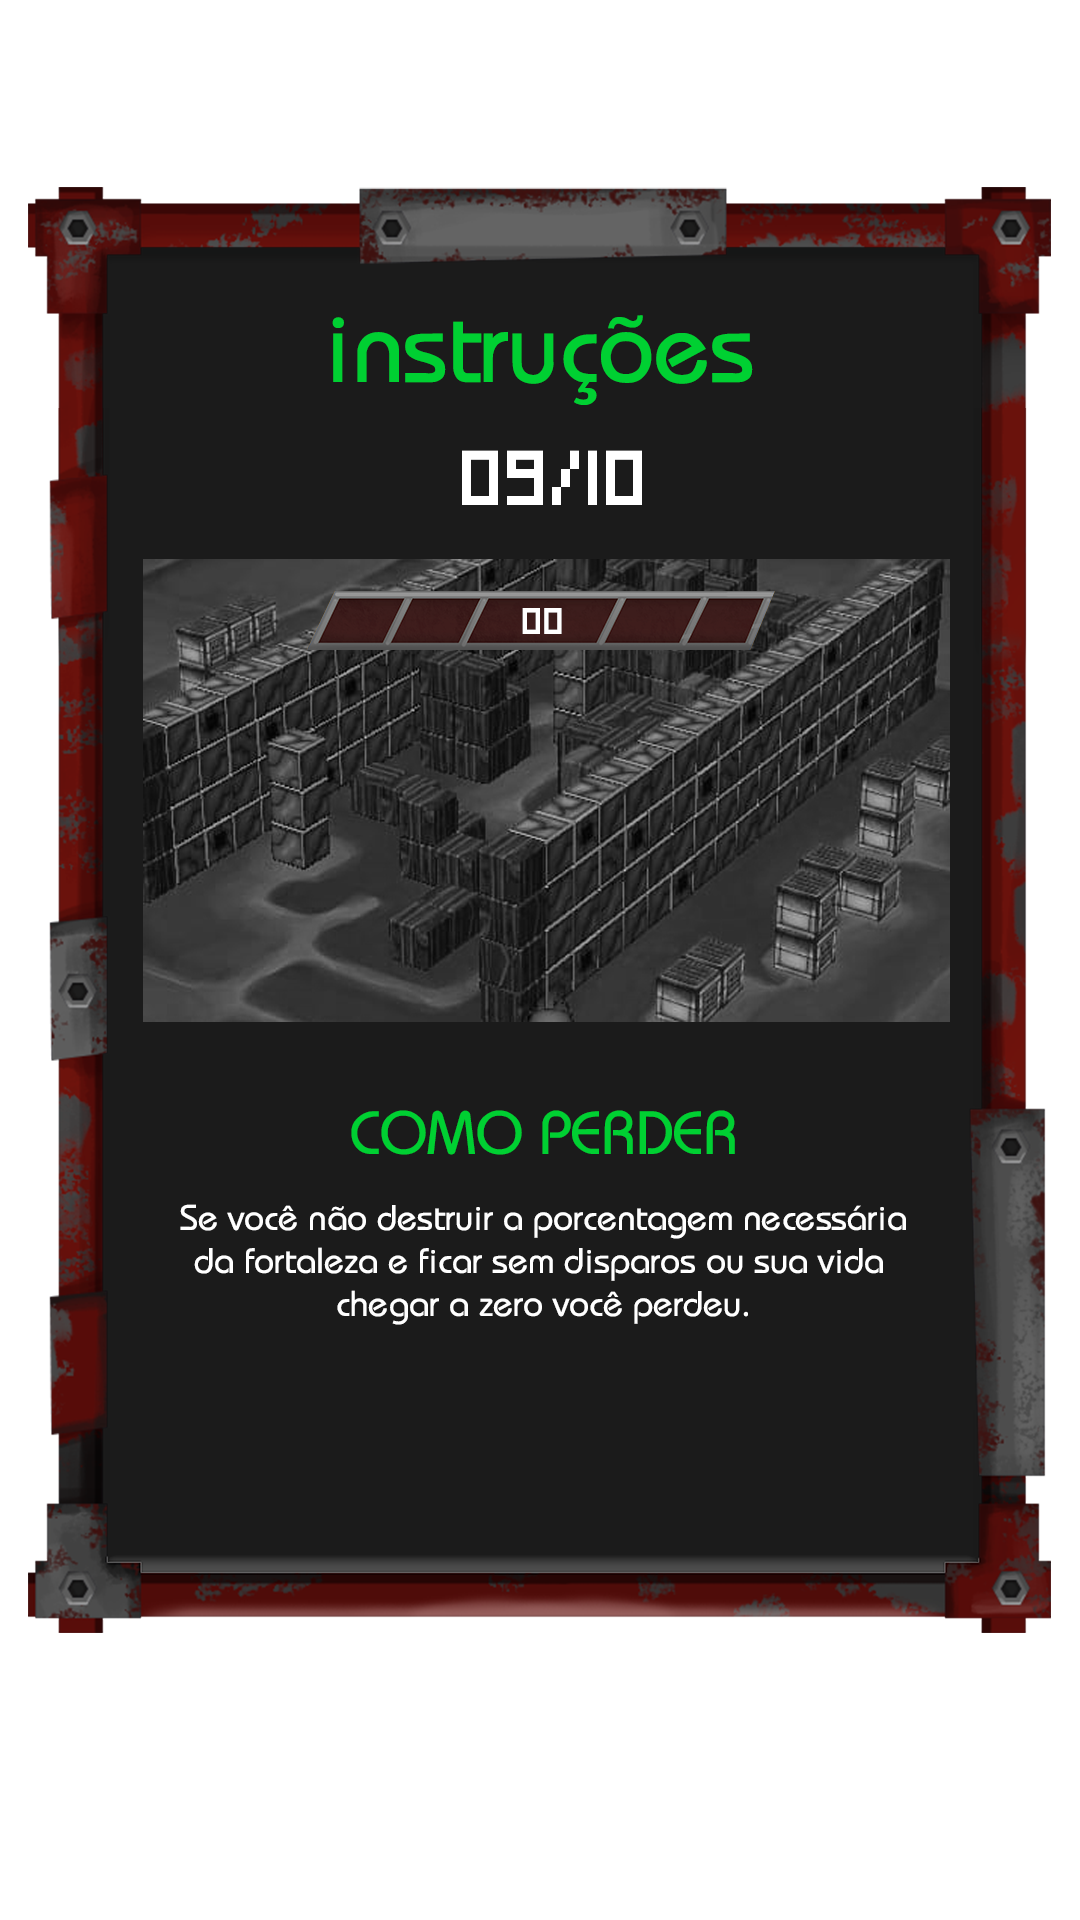 instruções
09/10
00
COMO PERDER
Se você não destruir a porcentagem necessária
da fortaleza e ficar sem disparos ou sua vida
chegar a zero você perdeu.